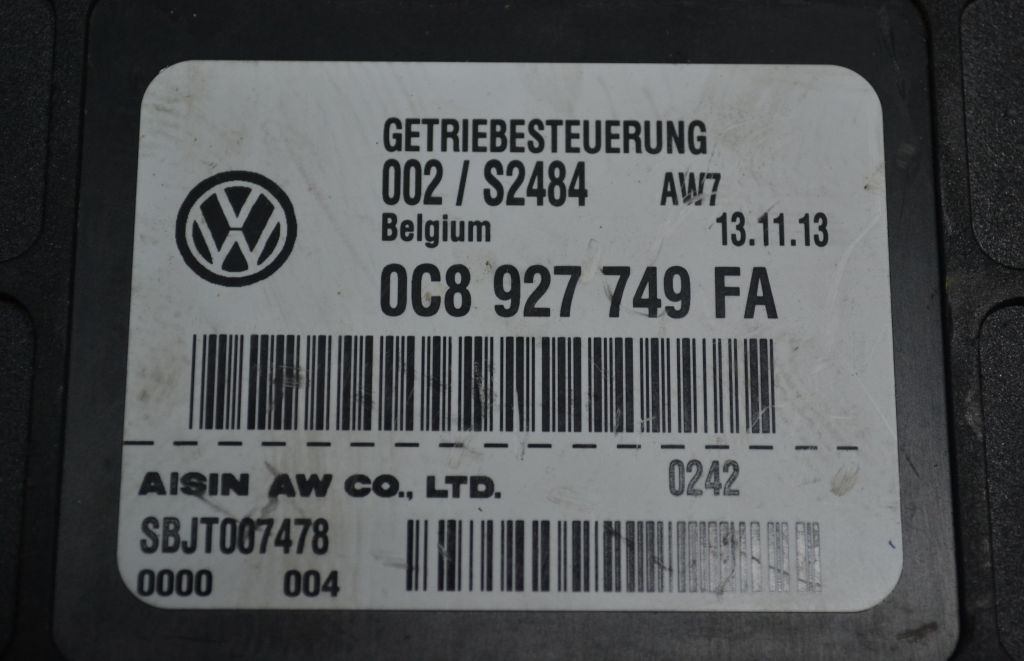 GETRIEBESTEUERUNG
002 / S2484 AW7
Belgium 13.11.13
0C8 927 749 FA
AISIN AW CO., LTD. 0242
SBJT007478
0000 004